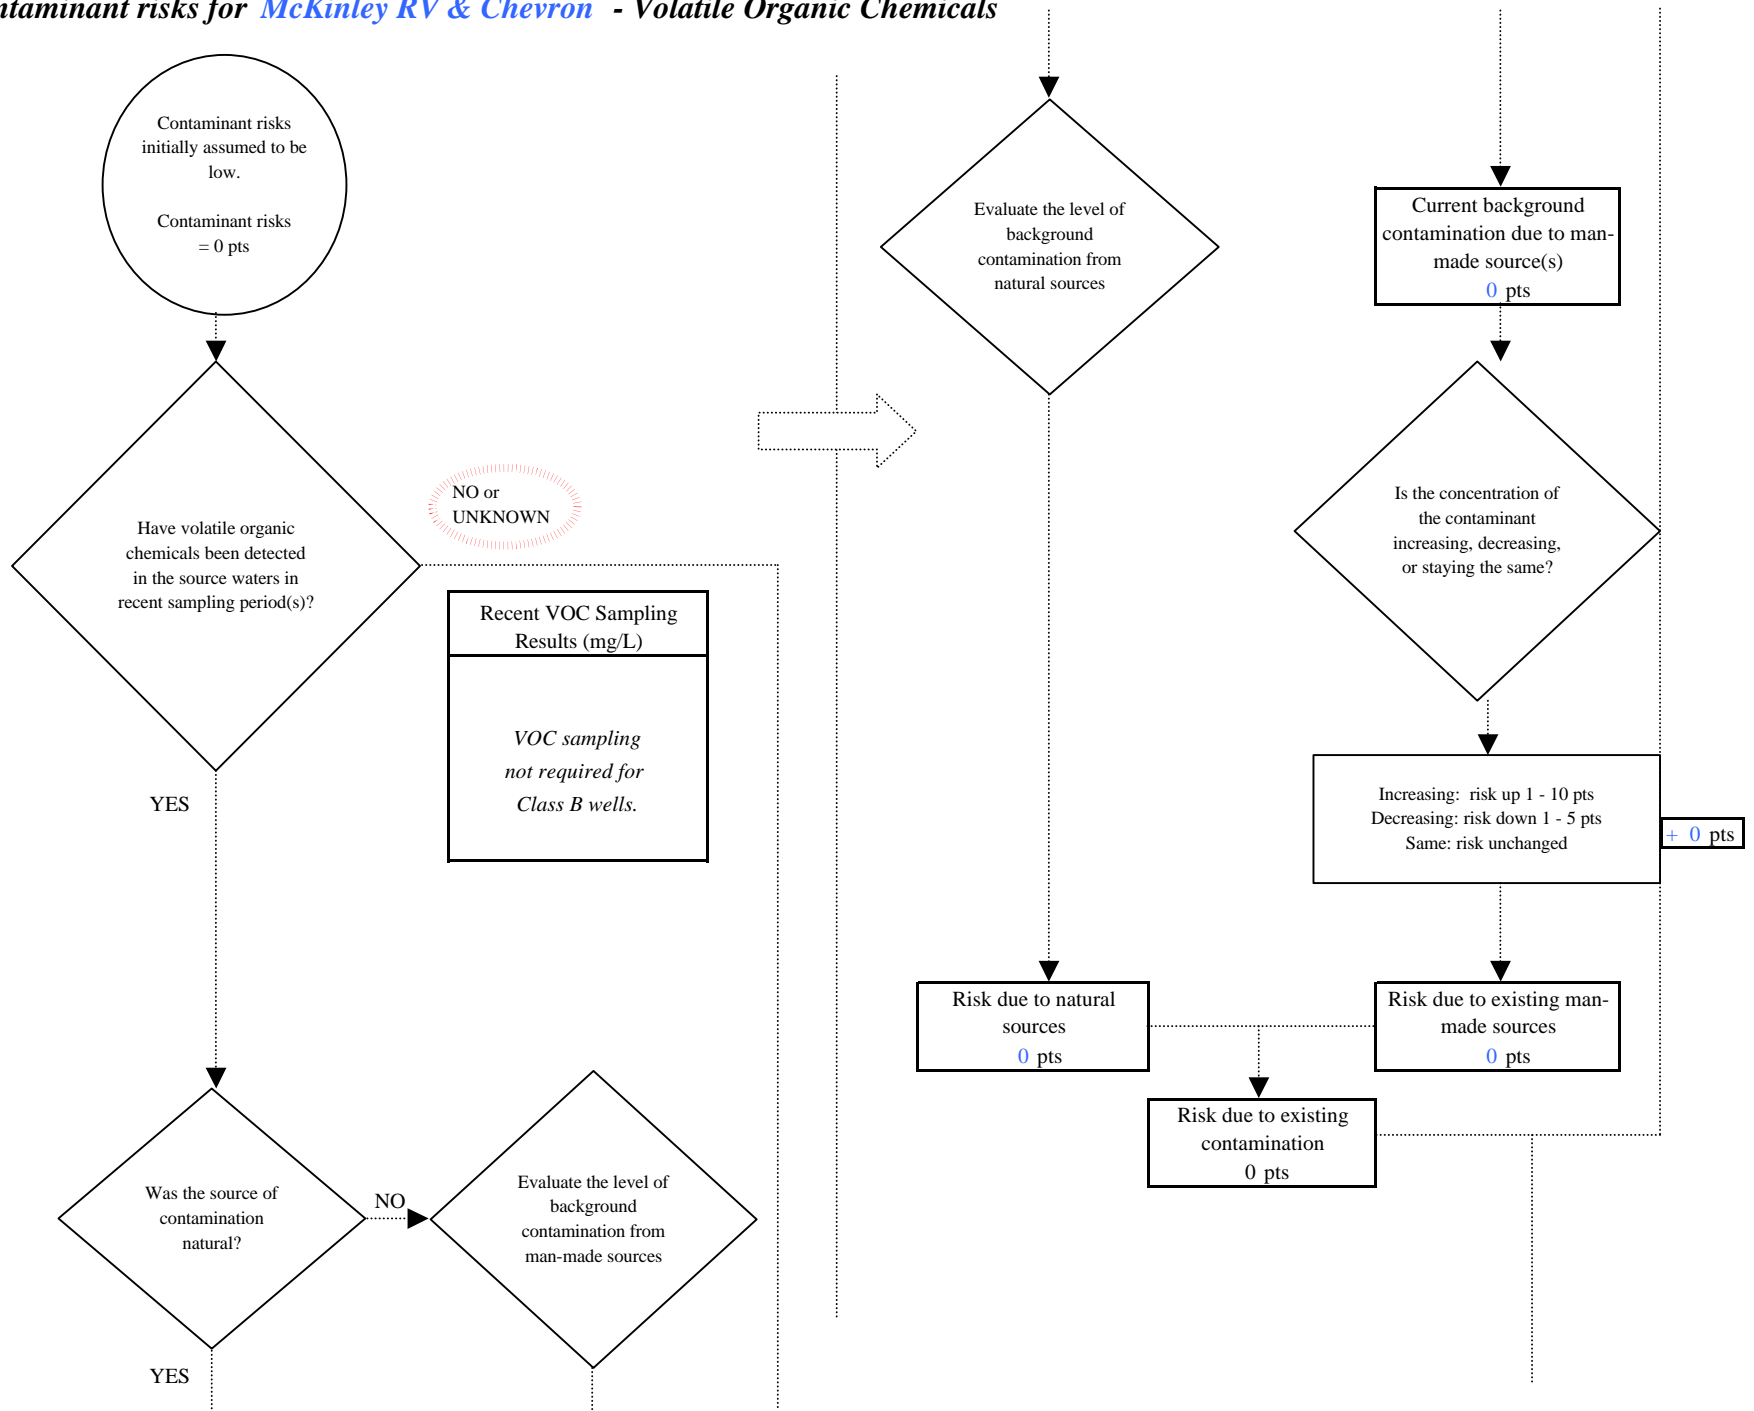 ntaminant risks for McKinley RV & Chevron - Volatile Organic Chemicals
Contaminant risks
initially assumed to be
low.
Contaminant risks
= 0 pts
Have volatile organic
chemicals been detected
in the source waters in
recent sampling period(s)?
NO or
UNKNOWN
Recent VOC Sampling
Results (mg/L)
VOC sampling
not required for
Class B wells.
YES
Was the source of
contamination
natural?
NO
Evaluate the level of
background
contamination from
man-made sources
YES
Evaluate the level of
background
contamination from
natural sources
Current background
contamination due to man-
made source(s)
0 pts
Is the concentration of
the contaminant
increasing, decreasing,
or staying the same?
Increasing: risk up 1 - 10 pts
Decreasing: risk down 1 - 5 pts
Same: risk unchanged
+ 0 pts
Risk due to natural
sources
0 pts
Risk due to existing man-
made sources
0 pts
Risk due to existing
contamination
0 pts